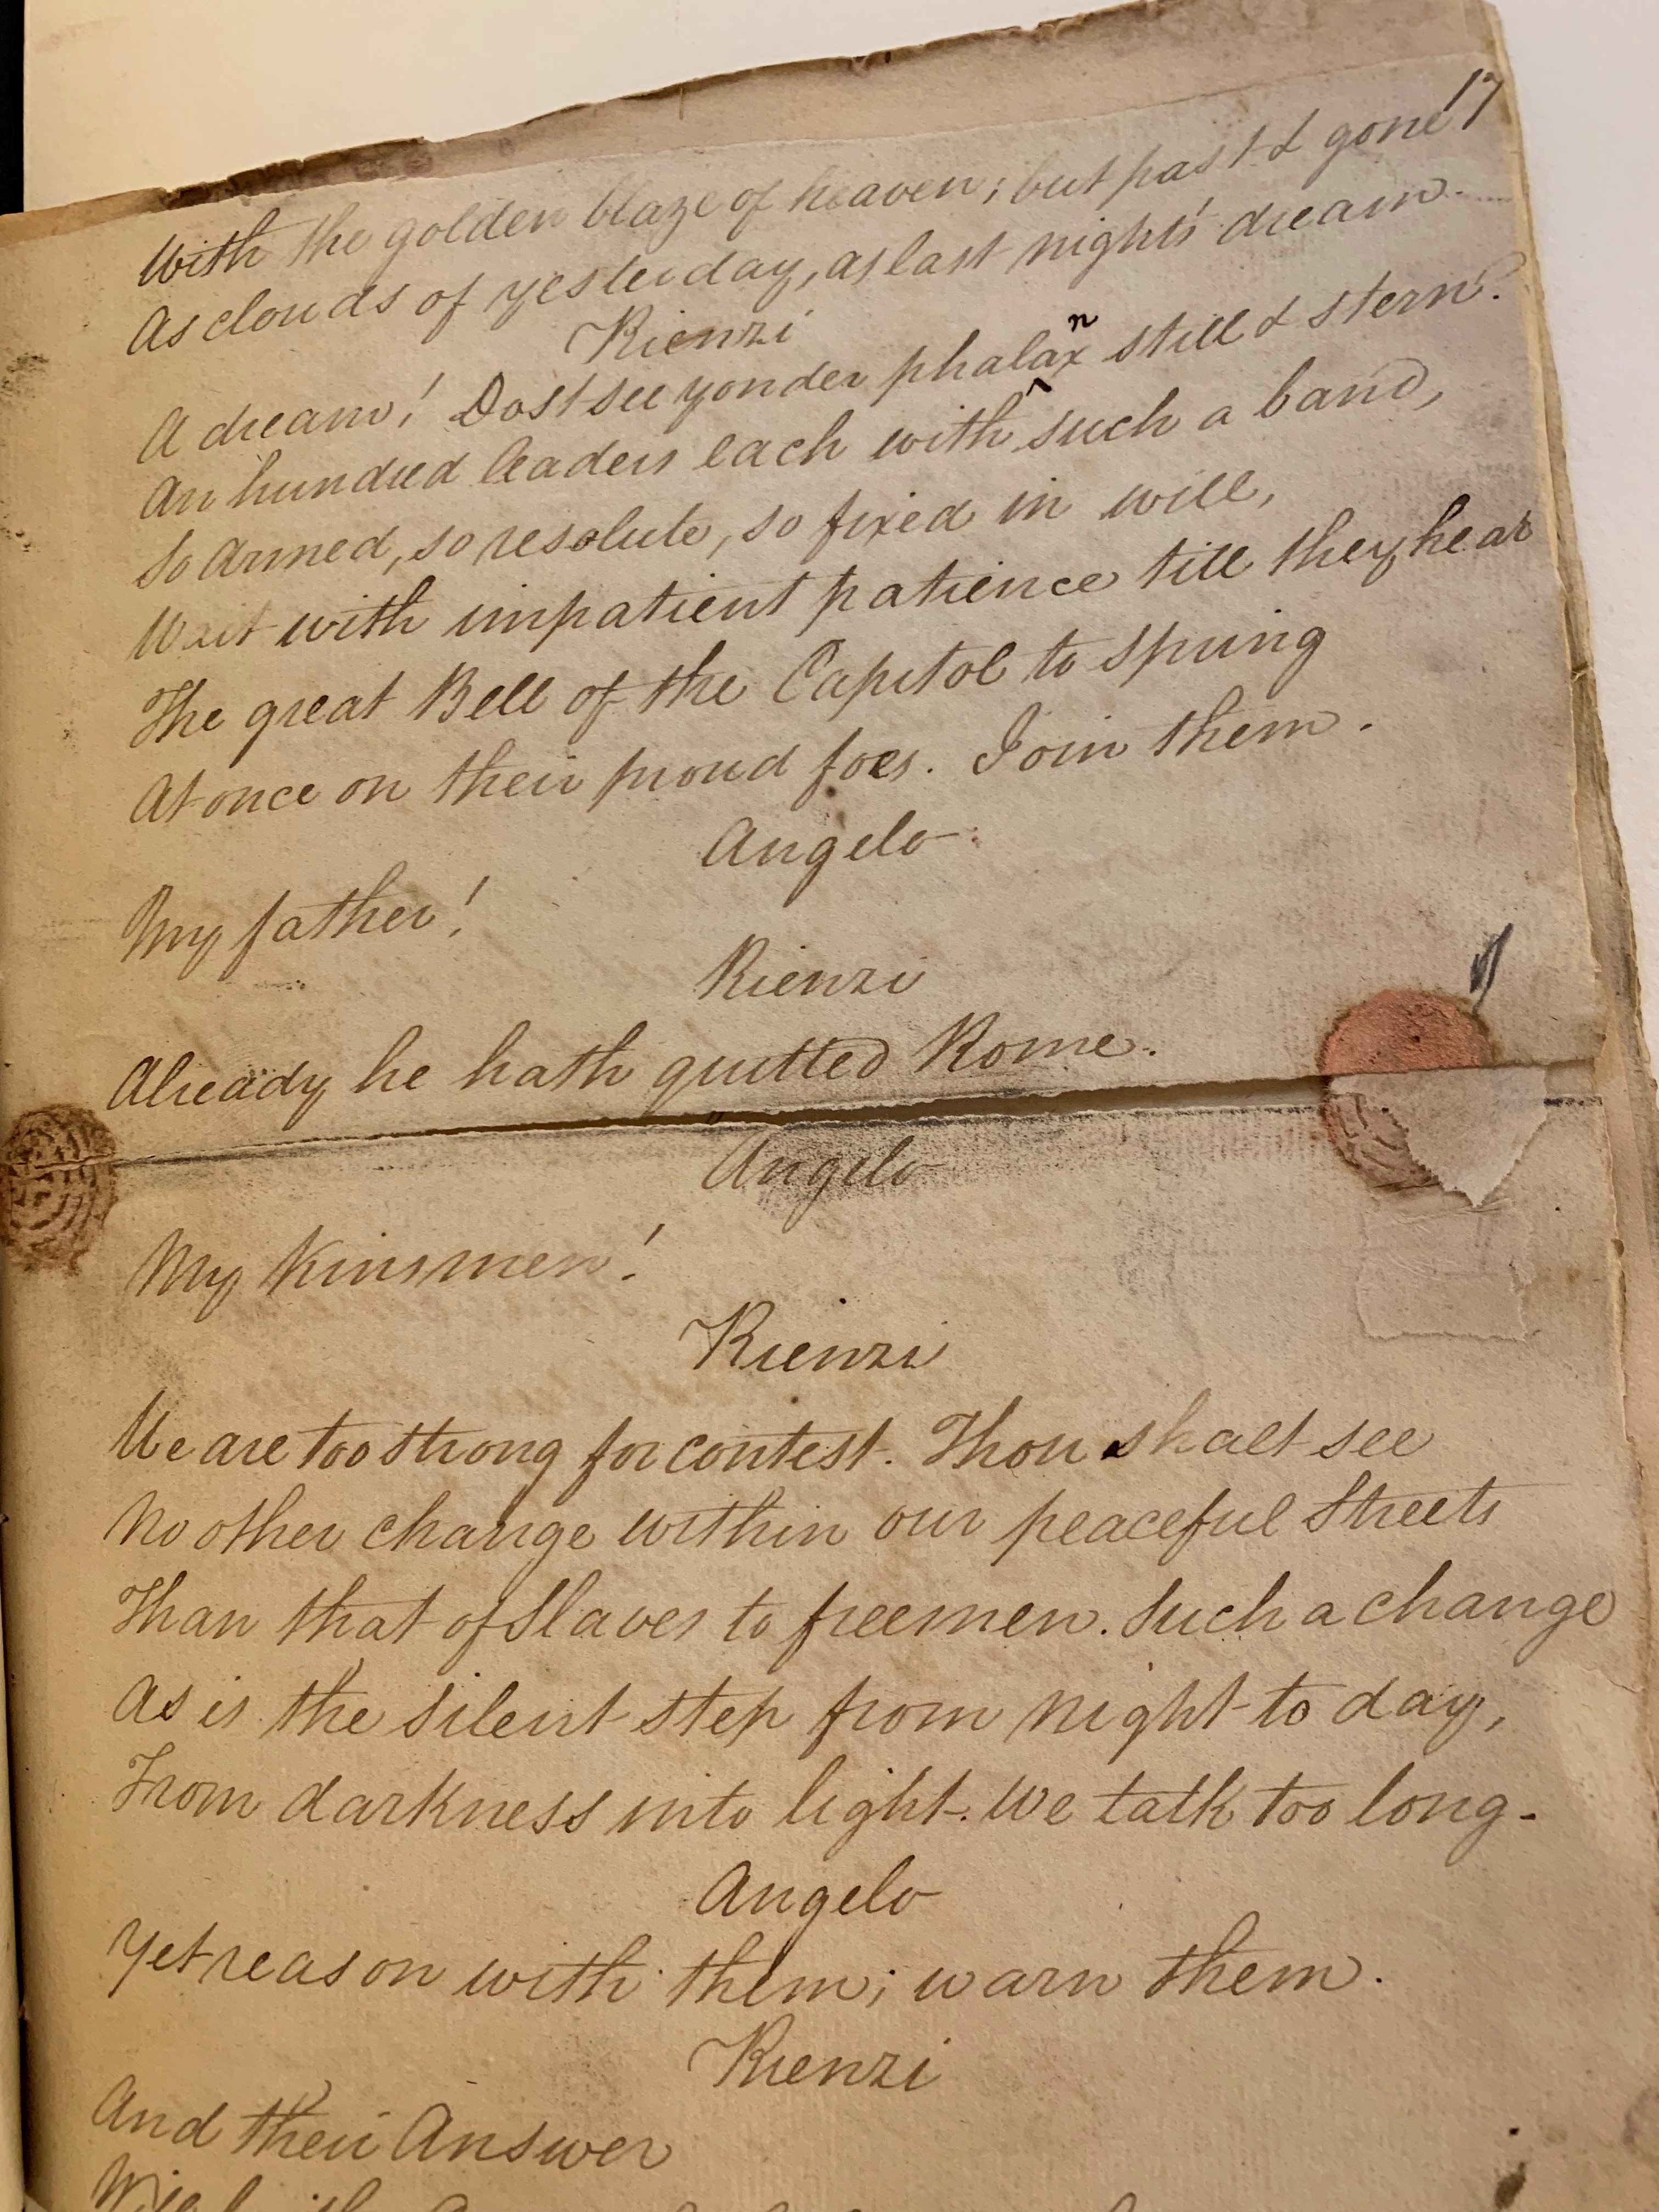 17
With the golden blaze of heaven; but past & gone
As clouds of yesterday, as last night's dream.
Rienzi
A dream! Dost see yonder phalanx still & stern?
An hundred leaders each with such a band,
So armed, so resolute, so fixed in will,
Wait with impatient patience till they hear
The great Bell of the Capitol to spring
At once on their proud foes. Join them.
Angelo
My father!
Rienzi
Already he hath quitted Rome.
Angelo
My Kinsmen!
Rienzi
We are too strong for contest. Thou shalt see
No other change within our peaceful Streets
Than that of Slaves to freemen. Such a change
As is the silent step from night to day,
From darkness into light. We talk too long.
Angelo
Yet reason with them; warn them.
Rienzi
And their Answer